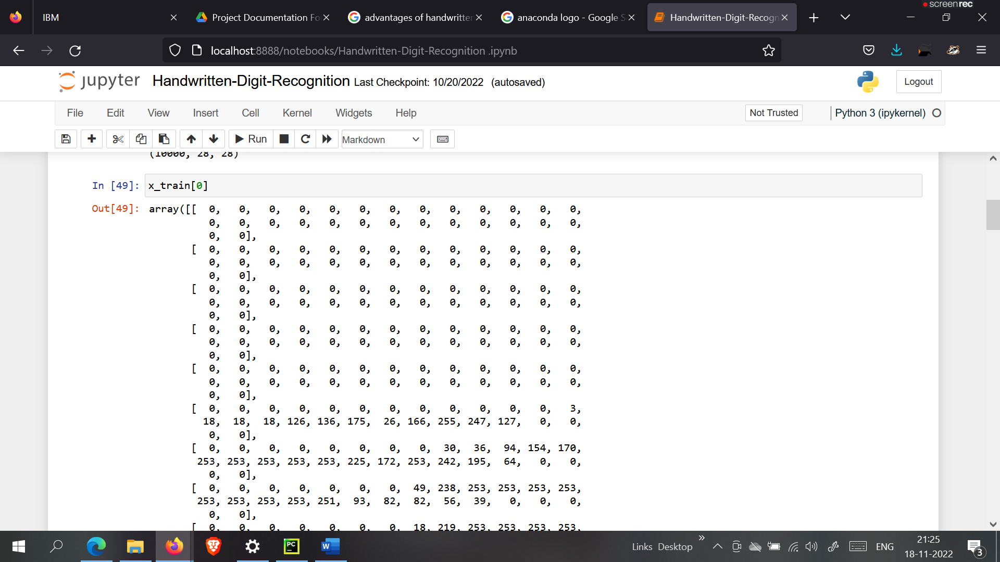 screenrec
IBM
Project Documentation Fo
advantages of handwritter
anaconda logo - Google S
Handwritten-Digit-Recogn
localhost:8888/notebooks/Handwritten-Digit-Recognition .ipynb
jupyter Handwritten-Digit-Recognition Last Checkpoint: 10/20/2022 (autosaved)
Logout
File Edit View Insert Cell Kernel Widgets Help
Not Trusted Python 3 (ipykernel)
Run Markdown
(10000, 28, 28)
In [49]: x_train[0]
Out[49]: array([[ 0, 0, 0, 0, 0, 0, 0, 0, 0, 0, 0, 0, 0,
0, 0, 0, 0, 0, 0, 0, 0, 0, 0, 0, 0, 0,
0, 0],
[ 0, 0, 0, 0, 0, 0, 0, 0, 0, 0, 0, 0, 0,
0, 0, 0, 0, 0, 0, 0, 0, 0, 0, 0, 0, 0,
0, 0],
[ 0, 0, 0, 0, 0, 0, 0, 0, 0, 0, 0, 0, 0,
0, 0, 0, 0, 0, 0, 0, 0, 0, 0, 0, 0, 0,
0, 0],
[ 0, 0, 0, 0, 0, 0, 0, 0, 0, 0, 0, 0, 0,
0, 0, 0, 0, 0, 0, 0, 0, 0, 0, 0, 0, 0,
0, 0],
[ 0, 0, 0, 0, 0, 0, 0, 0, 0, 0, 0, 0, 0,
0, 0, 0, 0, 0, 0, 0, 0, 0, 0, 0, 0, 0,
0, 0],
[ 0, 0, 0, 0, 0, 0, 0, 0, 0, 0, 0, 0, 3,
18, 18, 18, 126, 136, 175, 26, 166, 255, 247, 127, 0, 0,
0, 0],
[ 0, 0, 0, 0, 0, 0, 0, 0, 30, 36, 94, 154, 170,
253, 253, 253, 253, 253, 225, 172, 253, 242, 195, 64, 0, 0,
0, 0],
[ 0, 0, 0, 0, 0, 0, 0, 49, 238, 253, 253, 253, 253,
253, 253, 253, 253, 251, 93, 82, 82, 56, 39, 0, 0, 0,
0, 0],
[ 0, 0, 0, 0, 0, 0, 0, 18, 219, 253, 253, 253, 253,
PC
W
Links Desktop » ENG
21:25
18-11-2022
3